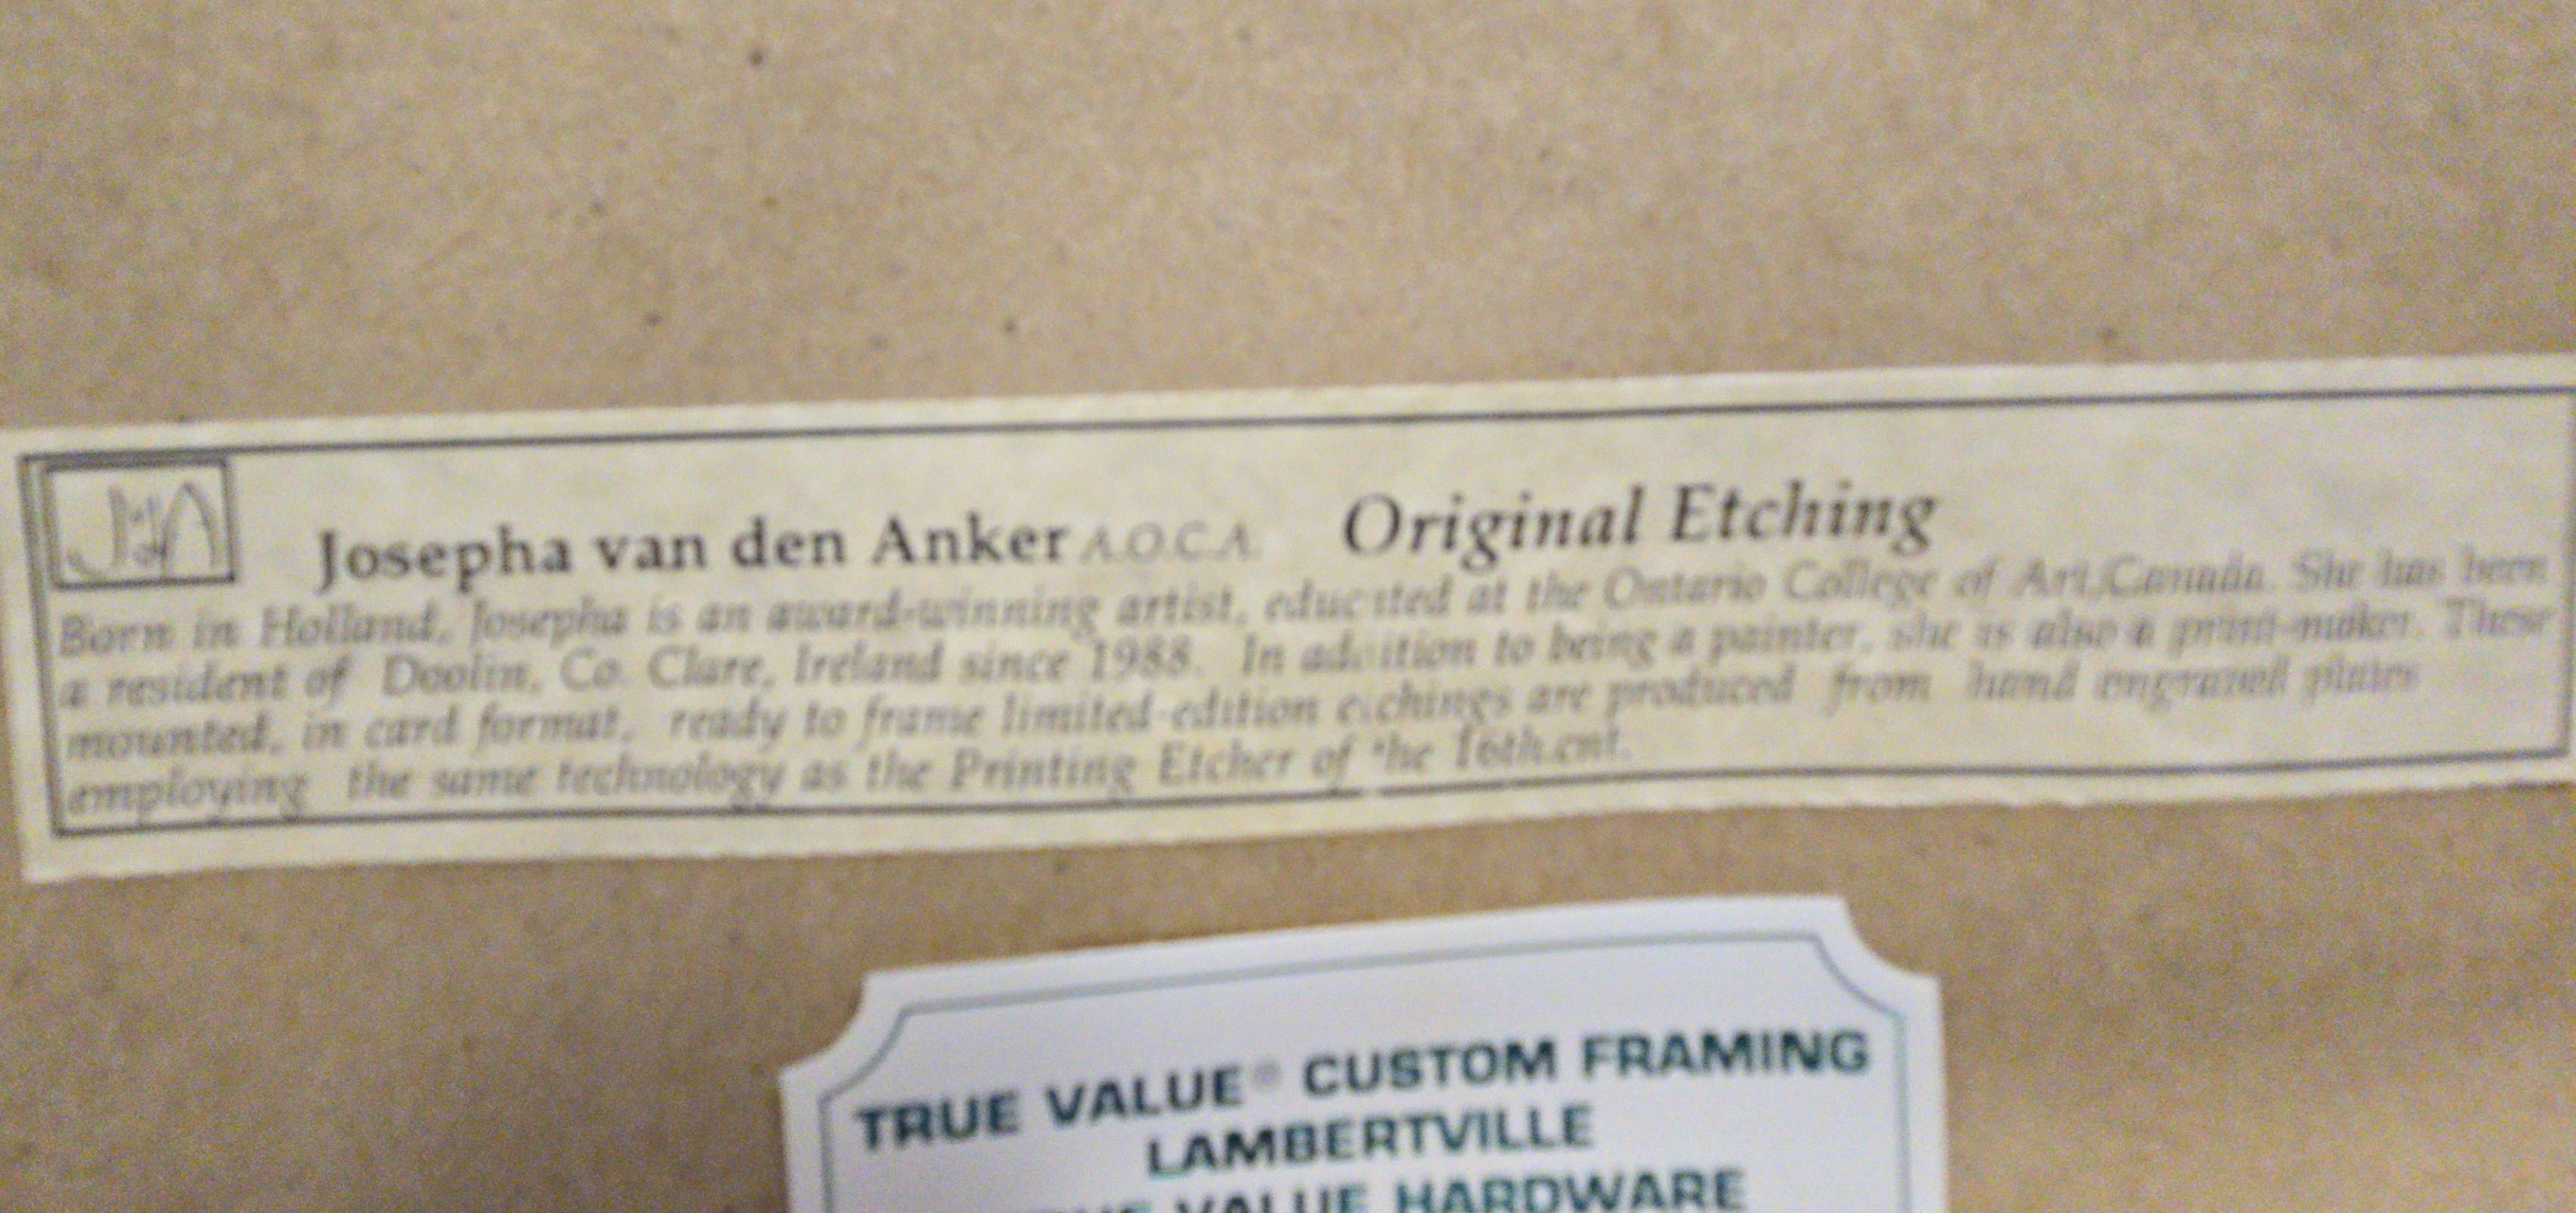 JvdA
Josepha van den Anker A.O.C.A. Original Etching
Born in Holland, Josepha is an award-winning artist, educated at the Ontario College of Art,Canada. She has been
a resident of Doolin, Co. Clare, Ireland since 1988. In addition to being a painter, she is also a print-maker. These
mounted, in card format, ready to frame limited-edition etchings are produced from hand engraved plates
employing the same technology as the Printing Etcher of the 16th.cnt.
TRUE VALUE® CUSTOM FRAMING
LAMBERTVILLE
TRUE VALUE HARDWARE